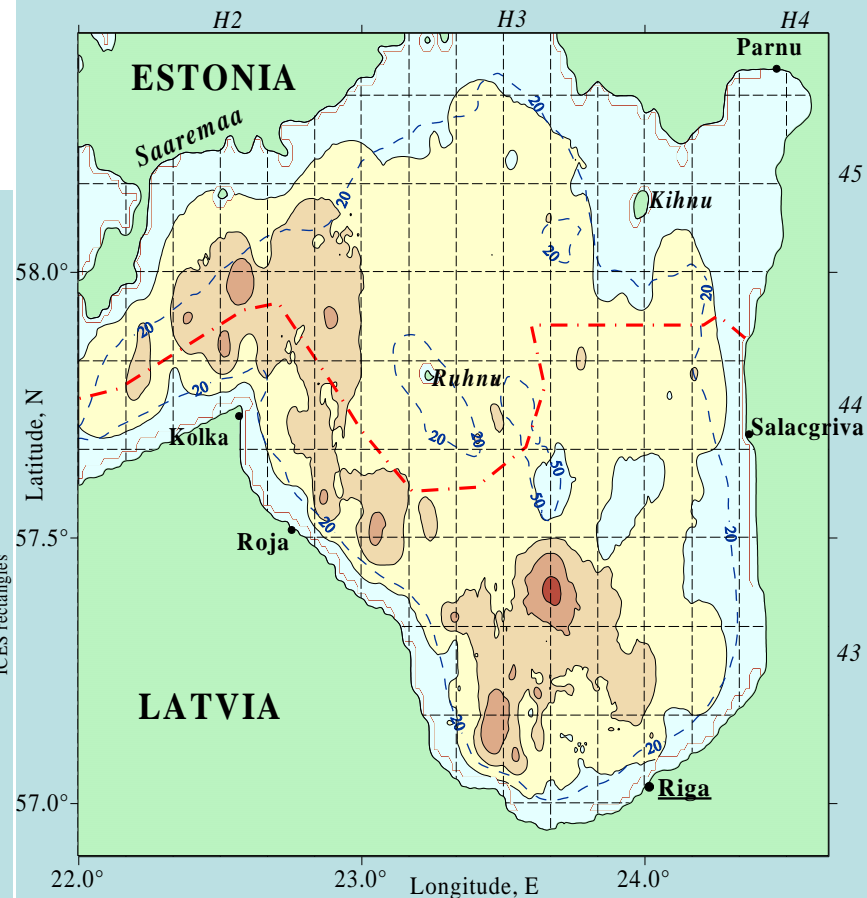 H2
H3
H4
Parnu
ESTONIA
20
Saaremaa
45
20
Kihnu
20
58.0°
20
20
Ruhnu
20
44
Latitude, N
Kolka
20
20
Salacgriva
50
50
20
57.5°
Roja
20
ICES rectangles
43
LATVIA
20
20
57.0°
Riga
22.0°
23.0°
24.0°
Longitude, E